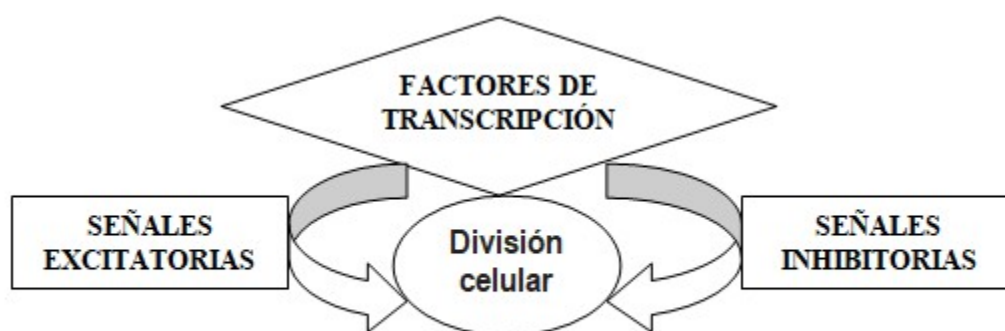 FACTORES DE
TRANSCRIPCIÓN
SEÑALES
EXCITATORIAS
División
celular
SEÑALES
INHIBITORIAS